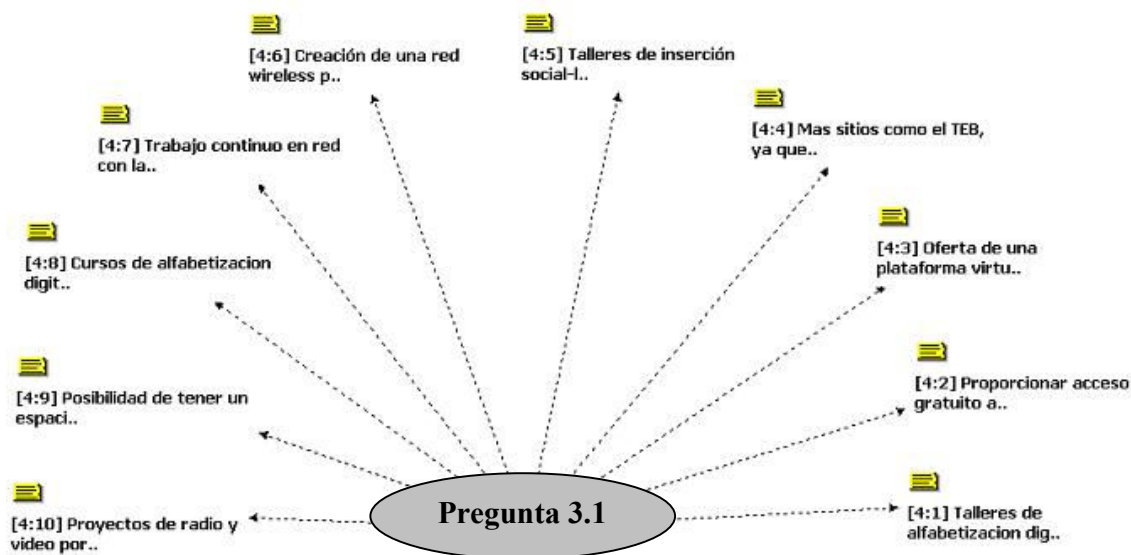 [4:6] Creación de una red
wireless p..
[4:5] Talleres de inserción
social-l..
[4:7] Trabajo continuo en red
con la..
[4:4] Mas sitios como el TEB,
ya que..
[4:8] Cursos de alfabetizacion
digit..
[4:3] Oferta de una
plataforma virtu..
[4:9] Posibilidad de tener un
espaci..
[4:2] Proporcionar acceso
gratuito a..
[4:10] Proyectos de radio y
video por..
Pregunta 3.1
[4:1] Talleres de
alfabetizacion dig..